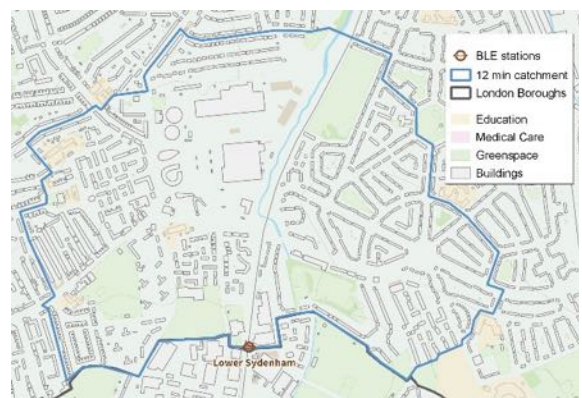 BLE stations
12 min catchment
London Boroughs
Education
Medical Care
Greenspace
Buildings
Lower Sydenham